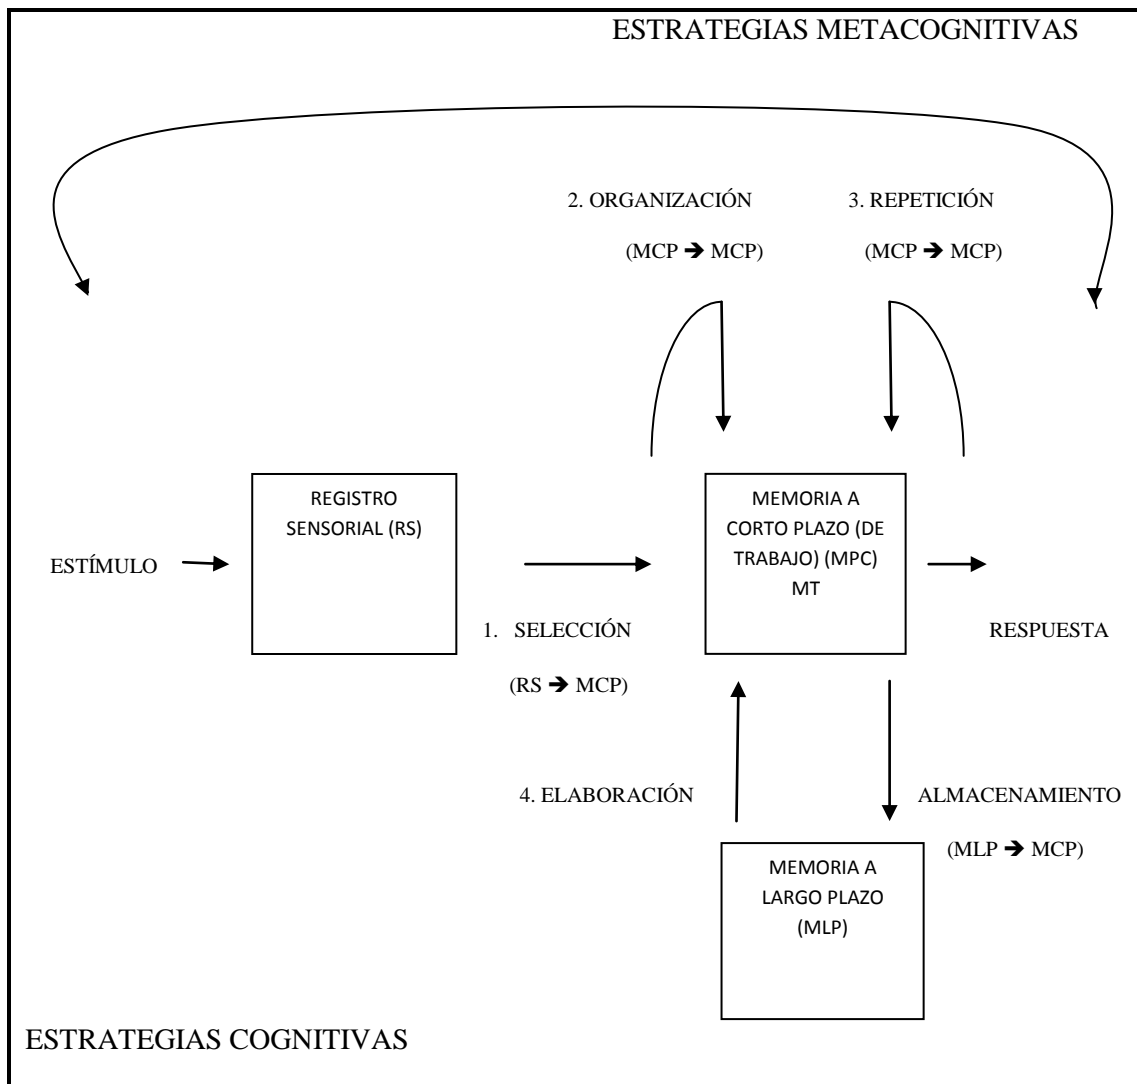 ESTRATEGIAS METACOGNITIVAS
2. ORGANIZACIÓN
(MCP ➔ MCP)
3. REPETICIÓN
(MCP ➔ MCP)
ESTÍMULO
REGISTRO
SENSORIAL (RS)
1. SELECCIÓN
(RS ➔ MCP)
MEMORIA A
CORTO PLAZO (DE
TRABAJO) (MPC)
MT
RESPUESTA
4. ELABORACIÓN
ALMACENAMIENTO
(MLP ➔ MCP)
MEMORIA A
LARGO PLAZO
(MLP)
ESTRATEGIAS COGNITIVAS